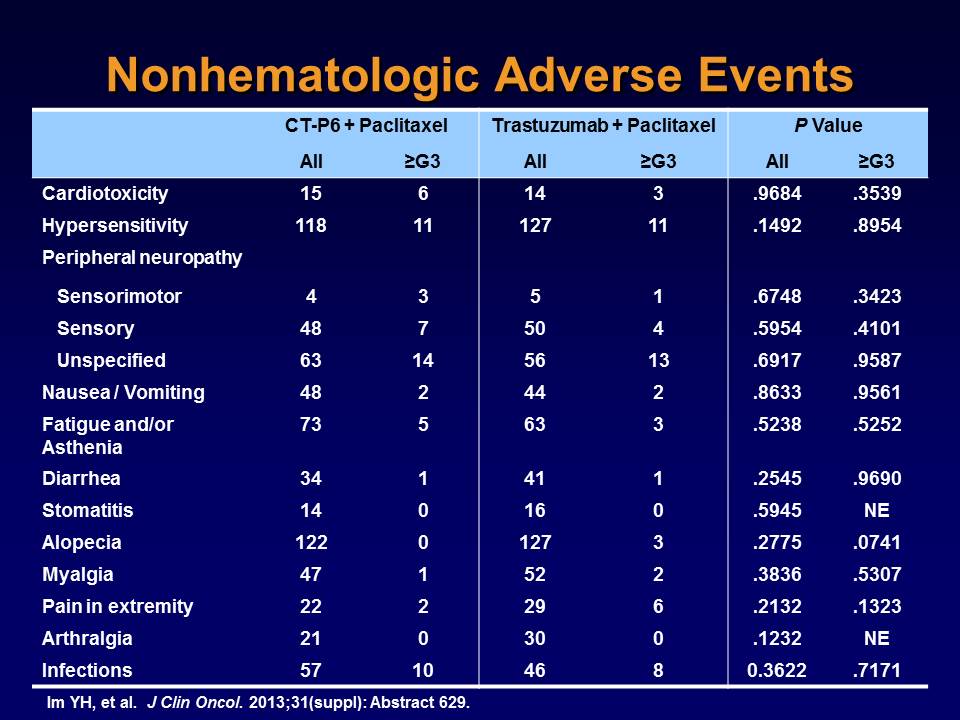 Nonhematologic Adverse Events
CT-P6 + Paclitaxel Trastuzumab + Paclitaxel P Value
All ≥G3 All ≥G3 All ≥G3
Cardiotoxicity 15 6 14 3 .9684 .3539
Hypersensitivity 118 11 127 11 .1492 .8954
Peripheral neuropathy
Sensorimotor 4 3 5 1 .6748 .3423
Sensory 48 7 50 4 .5954 .4101
Unspecified 63 14 56 13 .6917 .9587
Nausea / Vomiting 48 2 44 2 .8633 .9561
Fatigue and/or 73 5 63 3 .5238 .5252
Asthenia
Diarrhea 34 1 41 1 .2545 .9690
Stomatitis 14 0 16 0 .5945 NE
Alopecia 122 0 127 3 .2775 .0741
Myalgia 47 1 52 2 .3836 .5307
Pain in extremity 22 2 29 6 .2132 .1323
Arthralgia 21 0 30 0 .1232 NE
Infections 57 10 46 8 0.3622 .7171
Im YH, et al. J Clin Oncol. 2013;31(suppl): Abstract 629.